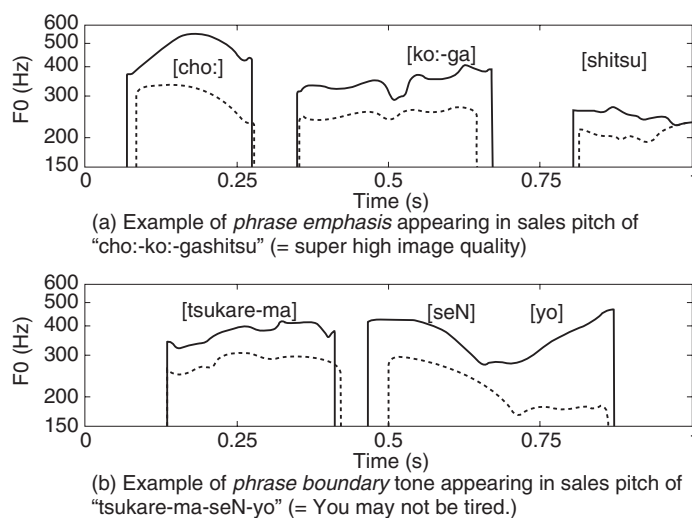 600
500
400
300
200
150
F0 (Hz)
[cho:]
[ko:-ga]
[shitsu]
0 0.25 0.5 0.75 1
Time (s)
(a) Example of phrase emphasis appearing in sales pitch of
“cho:-ko:-gashitsu” (= super high image quality)
600
500
400
300
200
150
F0 (Hz)
[tsukare-ma]
[seN]
[yo]
0 0.25 0.5 0.75 1
Time (s)
(b) Example of phrase boundary tone appearing in sales pitch of
“tsukare-ma-seN-yo” (= You may not be tired.)